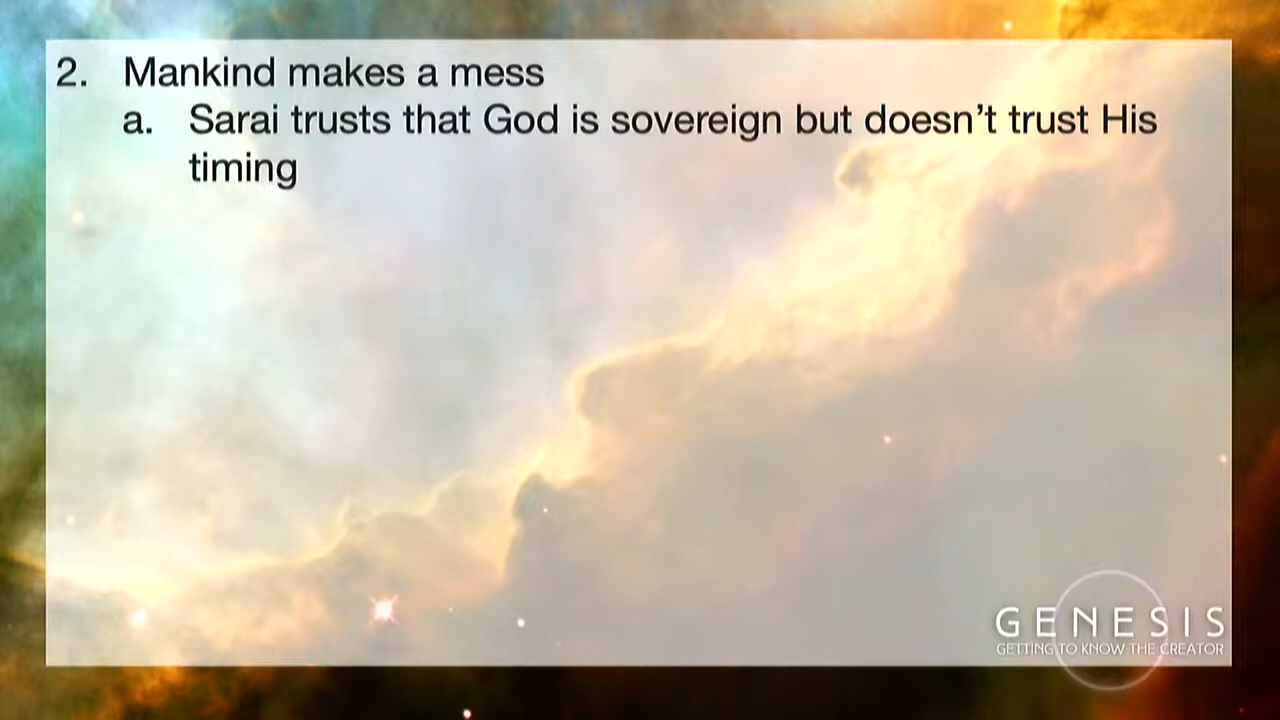 2. Mankind makes a mess
a. Sarai trusts that God is sovereign but doesn’t trust His
timing
GENESIS
GETTING TO KNOW THE CREATOR